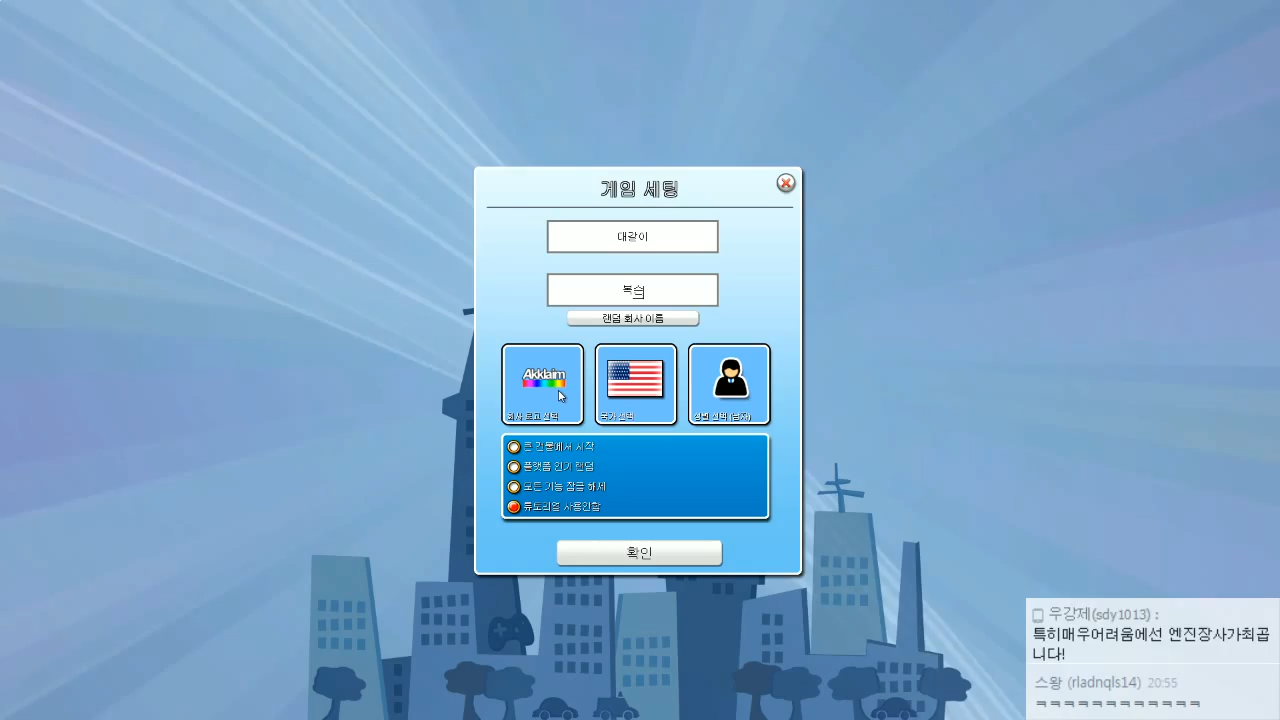 게임 세팅
대갈이
복스
랜덤 회사 이름
Akklaim
회사 로고 선택
국가 선택
성별 선택 (남자)
큰 건물에서 시작
플랫폼 인기 랜덤
모든 기능 잠금 해제
튜토리얼 사용안함
확인
우강제(sdy1013) :
특히매우어려움에선 엔진장사가최곱
니다!
스왕 (rladnqls14) 20:55
ㅋㅋㅋㅋㅋㅋㅋㅋㅋㅋㅋㅋ